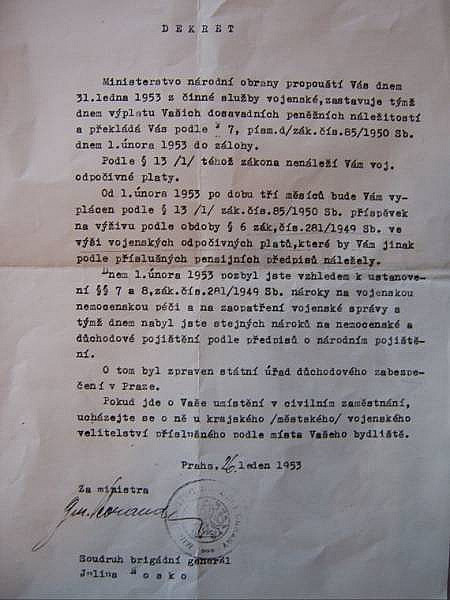 DEKRET
Ministerstvo národní obrany propouští Vás dnem
31.ledna 1953 z činné služby vojenské,zastavuje týmž
dnem výplatu Vašich dosavadních peněžních náležitostí
a překládá Vás podle § 7, písm.d/zák.čís.85/1950 Sb.
dnem 1.února 1953 do zálohy.
Podle § 13 /1/ téhož zákona nenáleží Vám voj.
odpočivné platy.
Od 1.února 1953 po dobu tří měsíců bude Vám vy-
plácen podle § 13 /1/ zák.čís.85/1950 Sb. příspěvek
na výživu podle obdoby § 6 zák,čís.281/1949 Sb. ve
výši vojenských odpočivných platů,které by Vám jinak
podle příslušných pensijních předpisů náležely.
Dnem 1.února 1953 pozbyl jste vzhledem k ustanove-
ní §§ 7 a 8,zák.čís.281/1949 Sb. nároky na vojenskou
nemocenskou péči a na zaopatření vojenské správy s
týmž dnem nabyl jste stejných nároků na nemocenské a
důchodové pojištění podle předpisů o národním pojiště-
ní.
O tom byl zpraven státní úřad důchodového zabezpe-
čení v Praze.
Pokud jde o Vaše umístění v civilním zaměstnání,
ucházejte se o ně u krajského /městského/ vojenského
velitelství příslušného podle místa Vašeho bydliště.
Praha, 26.leden 1953
Za ministra
Soudruh brigádní generál
Julius Nosko